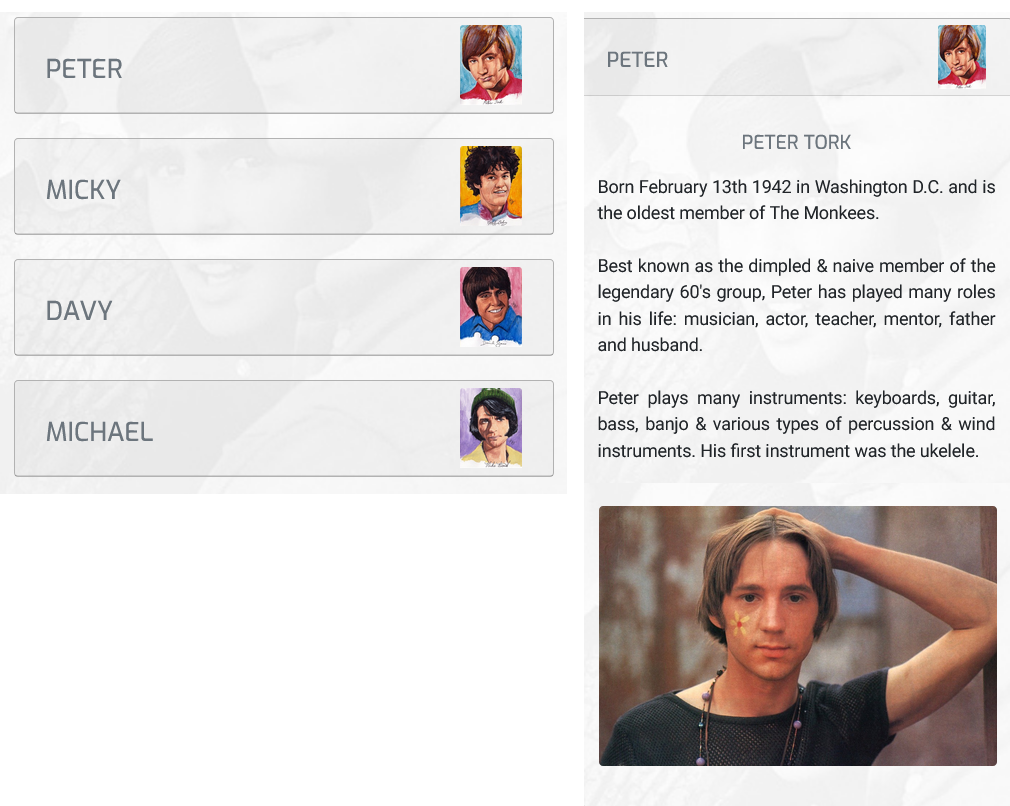 PETER
MICKY
DAVY
MICHAEL
PETER
PETER TORK
Born February 13th 1942 in Washington D.C. and is
the oldest member of The Monkees.
Best known as the dimpled & naive member of the
legendary 60's group, Peter has played many roles
in his life: musician, actor, teacher, mentor, father
and husband.
Peter plays many instruments: keyboards, guitar,
bass, banjo & various types of percussion & wind
instruments. His first instrument was the ukelele.